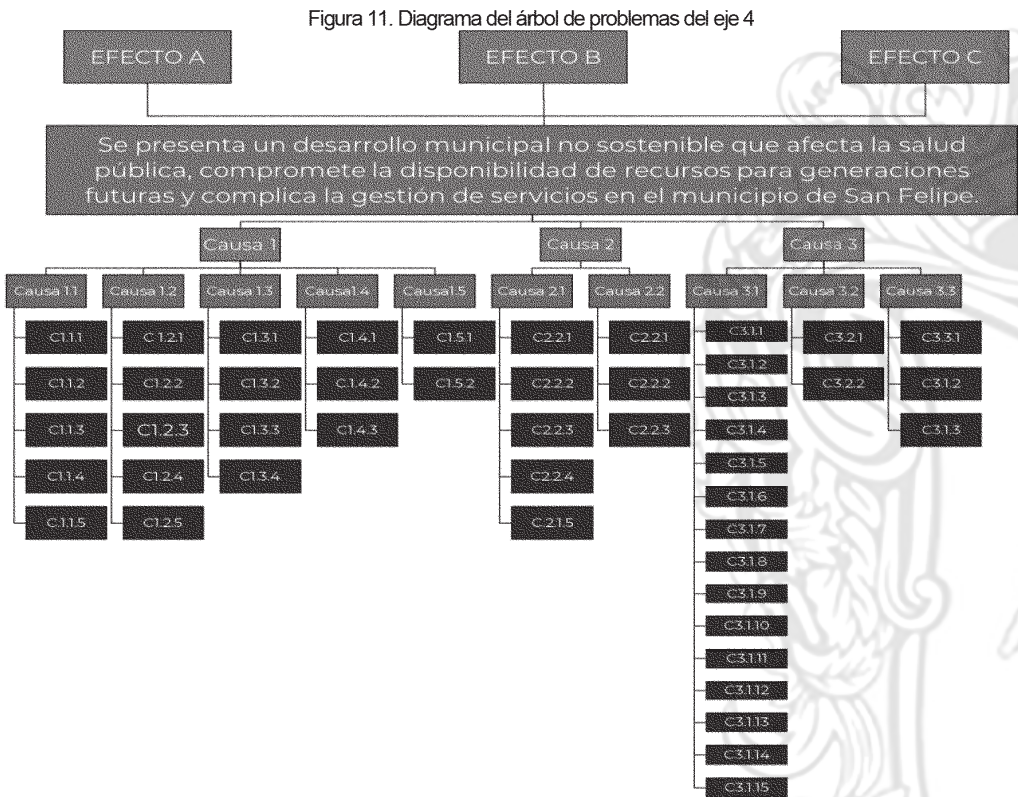 Figura 11. Diagrama del árbol de problemas del eje 4
EFECTO A
EFECTO B
EFECTO C
Se presenta un desarrollo municipal no sostenible que afecta la salud
pública, compromete la disponibilidad de recursos para generaciones
futuras y complica la gestión de servicios en el municipio de San Felipe.
Causa 1
Causa 2
Causa 3
Causa 1.1
Causa 1.2
Causa 1.3
Causa1.4
Causa1.5
Causa 2.1
Causa 2.2
Causa 3.1
Causa 3.2
Causa 3.3
C1.1.1
C1.1.2
C1.1.3
C1.1.4
C1.1.5
C 1.2.1
C1.2.2
C1.2.3
C1.2.4
C1.2.5
C1.3.1
C1.3.2
C1.3.3
C1.3.4
C1.4.1
C1.4.2
C1.4.3
C1.5.1
C1.5.2
C2.2.1
C2.2.2
C2.2.3
C2.2.4
C.2.1.5
C2.2.1
C2.2.2
C2.2.3
C3.1.1
C3.1.2
C3.1.3
C3.1.4
C3.1.5
C3.1.6
C3.1.7
C3.1.8
C3.1.9
C3.1.10
C3.1.11
C3.1.12
C3.1.13
C3.1.14
C3.1.15
C3.2.1
C3.2.2
C3.3.1
C3.1.2
C3.1.3